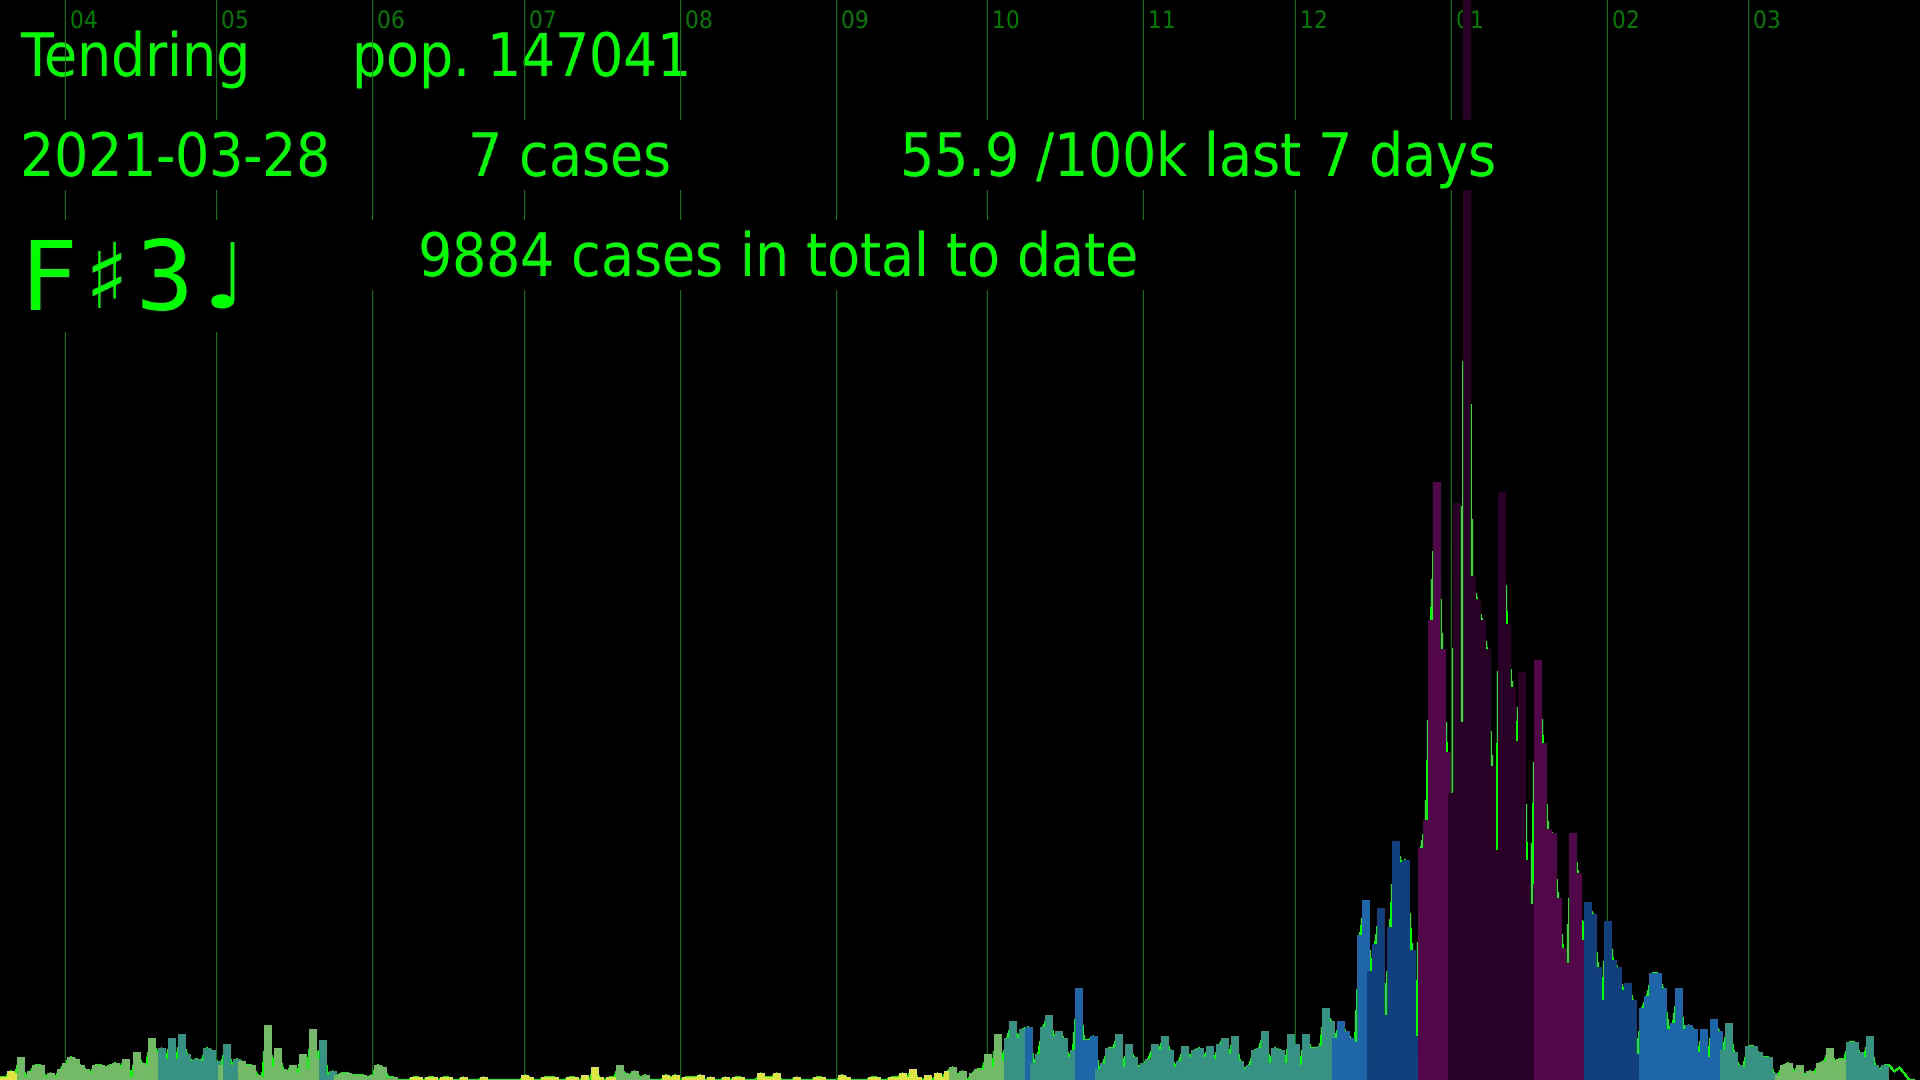 04 05 06 07 08 09 10 11 12 01 02 03
Tendring pop. 147041
2021-03-28 7 cases 55.9 /100k last 7 days
F♯3♩ 9884 cases in total to date